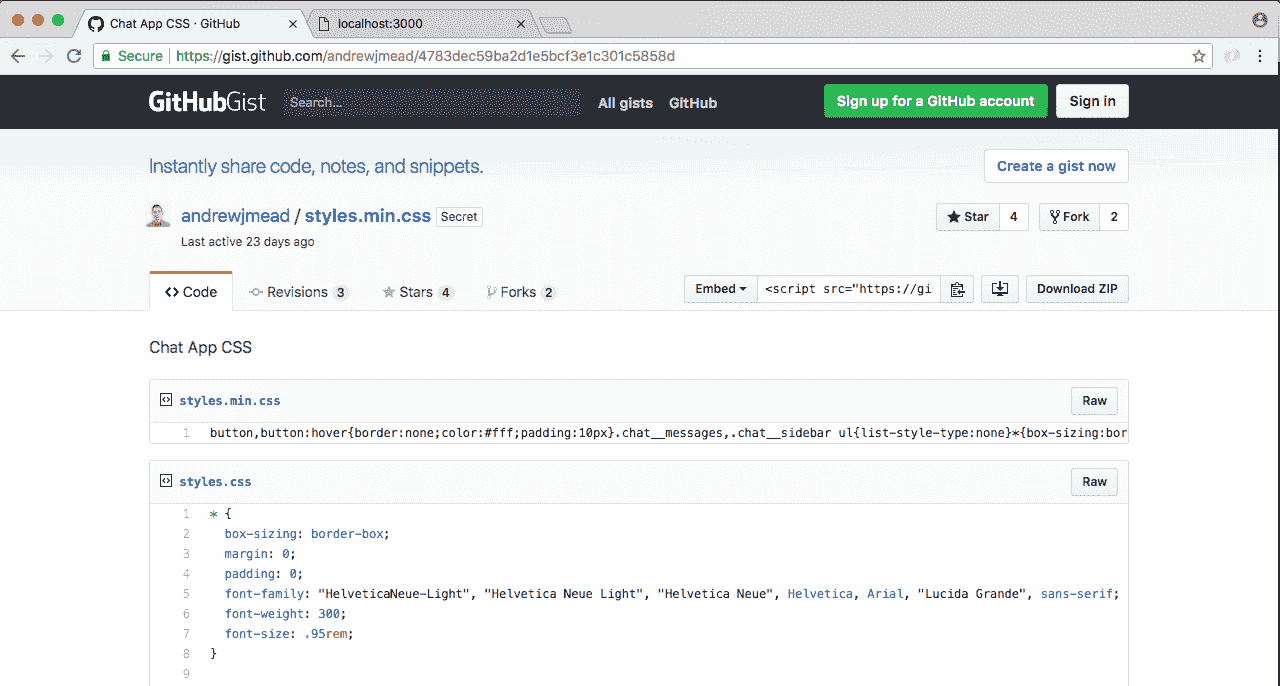 Chat App CSS · GitHub
localhost:3000
Secure https://gist.github.com/andrewjmead/4783dec59ba2d1e5bcf3e1c301c5858d
GitHubGist Search... All gists GitHub Sign up for a GitHub account Sign in
Instantly share code, notes, and snippets. Create a gist now
andrewjmead / styles.min.css Secret Star 4 Fork 2
Last active 23 days ago
Code Revisions 3 Stars 4 Forks 2 Embed <script src="https://gi Download ZIP
Chat App CSS
styles.min.css Raw
1 button,button:hover{border:none;color:#fff;padding:10px}.chat__messages,.chat__sidebar ul{list-style-type:none}*{box-sizing:bor
styles.css Raw
1 * {
2 box-sizing: border-box;
3 margin: 0;
4 padding: 0;
5 font-family: "HelveticaNeue-Light", "Helvetica Neue Light", "Helvetica Neue", Helvetica, Arial, "Lucida Grande", sans-serif;
6 font-weight: 300;
7 font-size: .95rem;
8 }
9